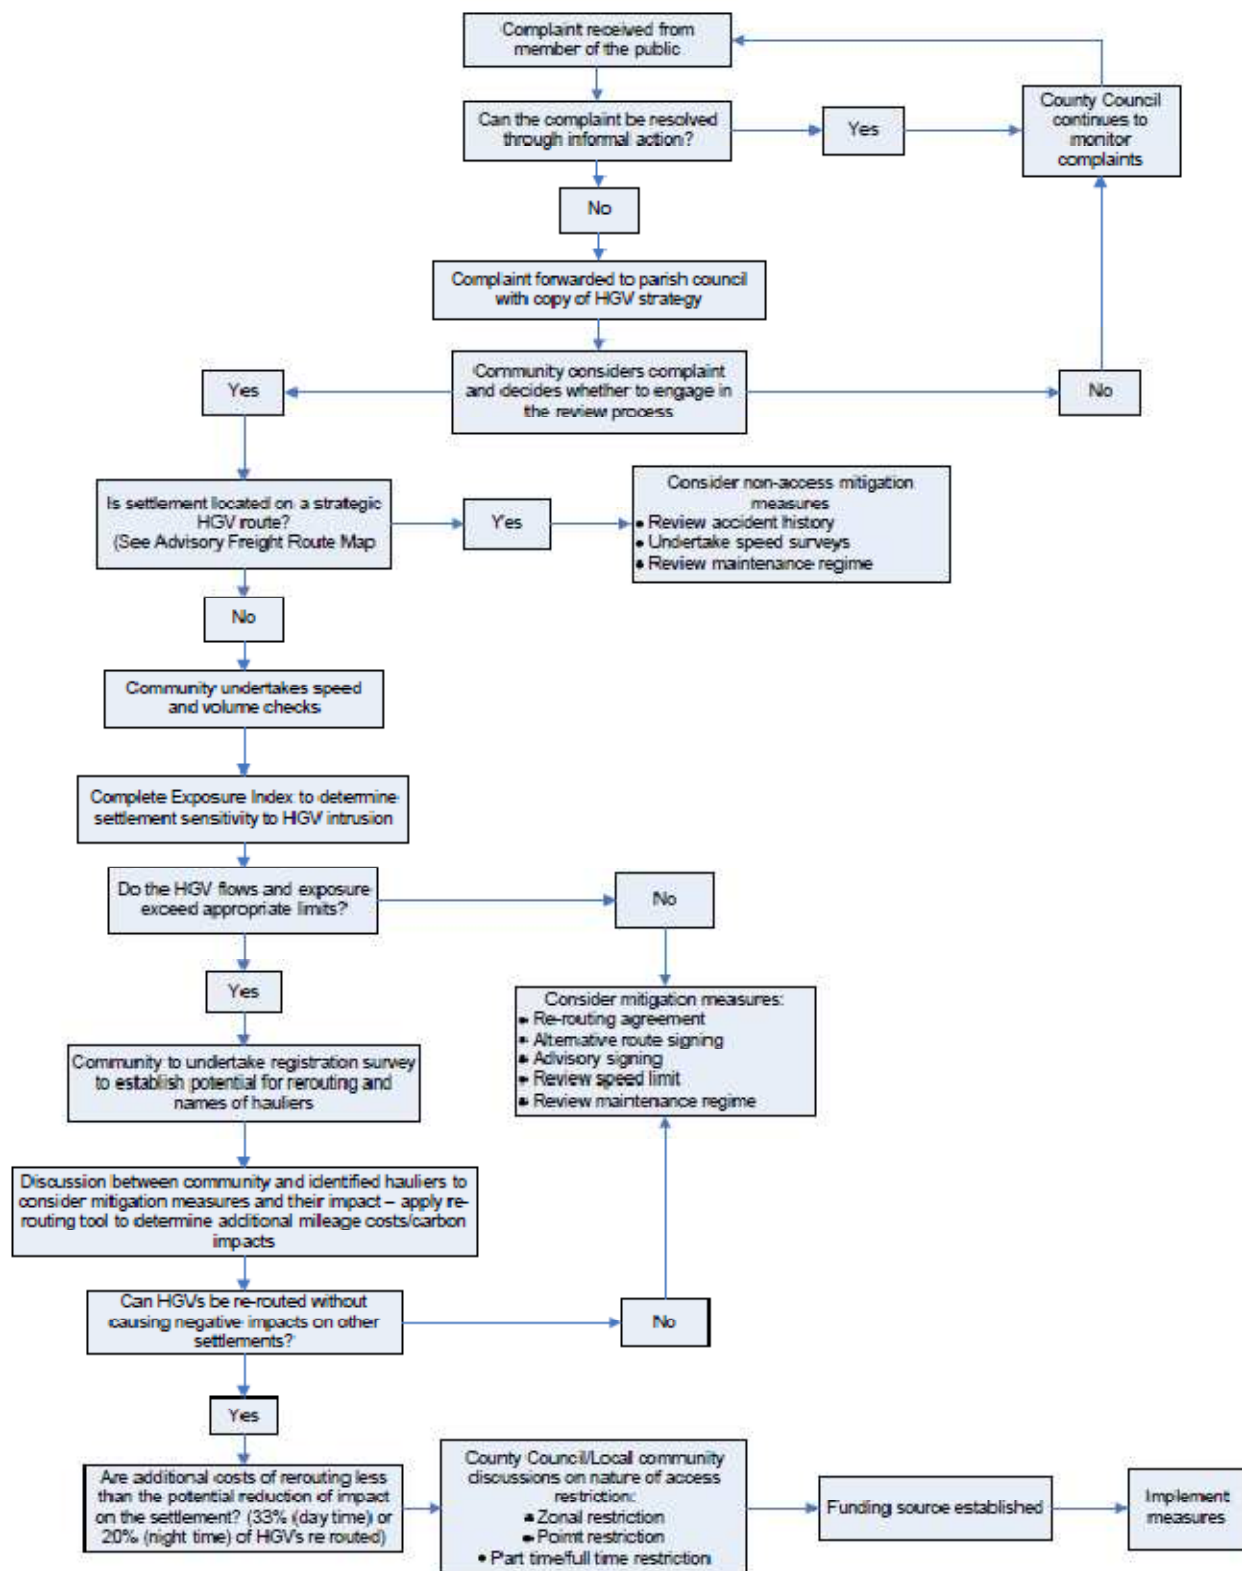 Complaint received from
member of the public
Can the complaint be resolved
through informal action?
Yes
County Council
continues to
monitor
complaints
No
Complaint forwarded to parish council
with copy of HGV strategy
Community considers complaint
and decides whether to engage in
the review process
Yes
No
Is settlement located on a strategic
HGV route?
(See Advisory Freight Route Map
Yes
Consider non-access mitigation
measures
• Review accident history
• Undertake speed surveys
• Review maintenance regime
No
Community undertakes speed
and volume checks
Complete Exposure Index to determine
settlement sensitivity to HGV intrusion
Do the HGV flows and exposure
exceed appropriate limits?
No
Yes
Consider mitigation measures:
• Re-routing agreement
• Alternative route signing
• Advisory signing
• Review speed limit
• Review maintenance regime
Community to undertake registration survey
to establish potential for rerouting and
names of hauliers
Discussion between community and identified hauliers to
consider mitigation measures and their impact – apply re-
routing tool to determine additional mileage costs/carbon
impacts
Can HGVs be re-routed without
causing negative impacts on other
settlements?
No
Yes
Are additional costs of rerouting less
than the potential reduction of impact
on the settlement? (33% (day time) or
20% (night time) of HGVs re routed)
County Council/Local community
discussions on nature of access
restriction:
• Zonal restriction
• Poimt restriction
• Part time/full time restriction
Funding source established
Implement
measures